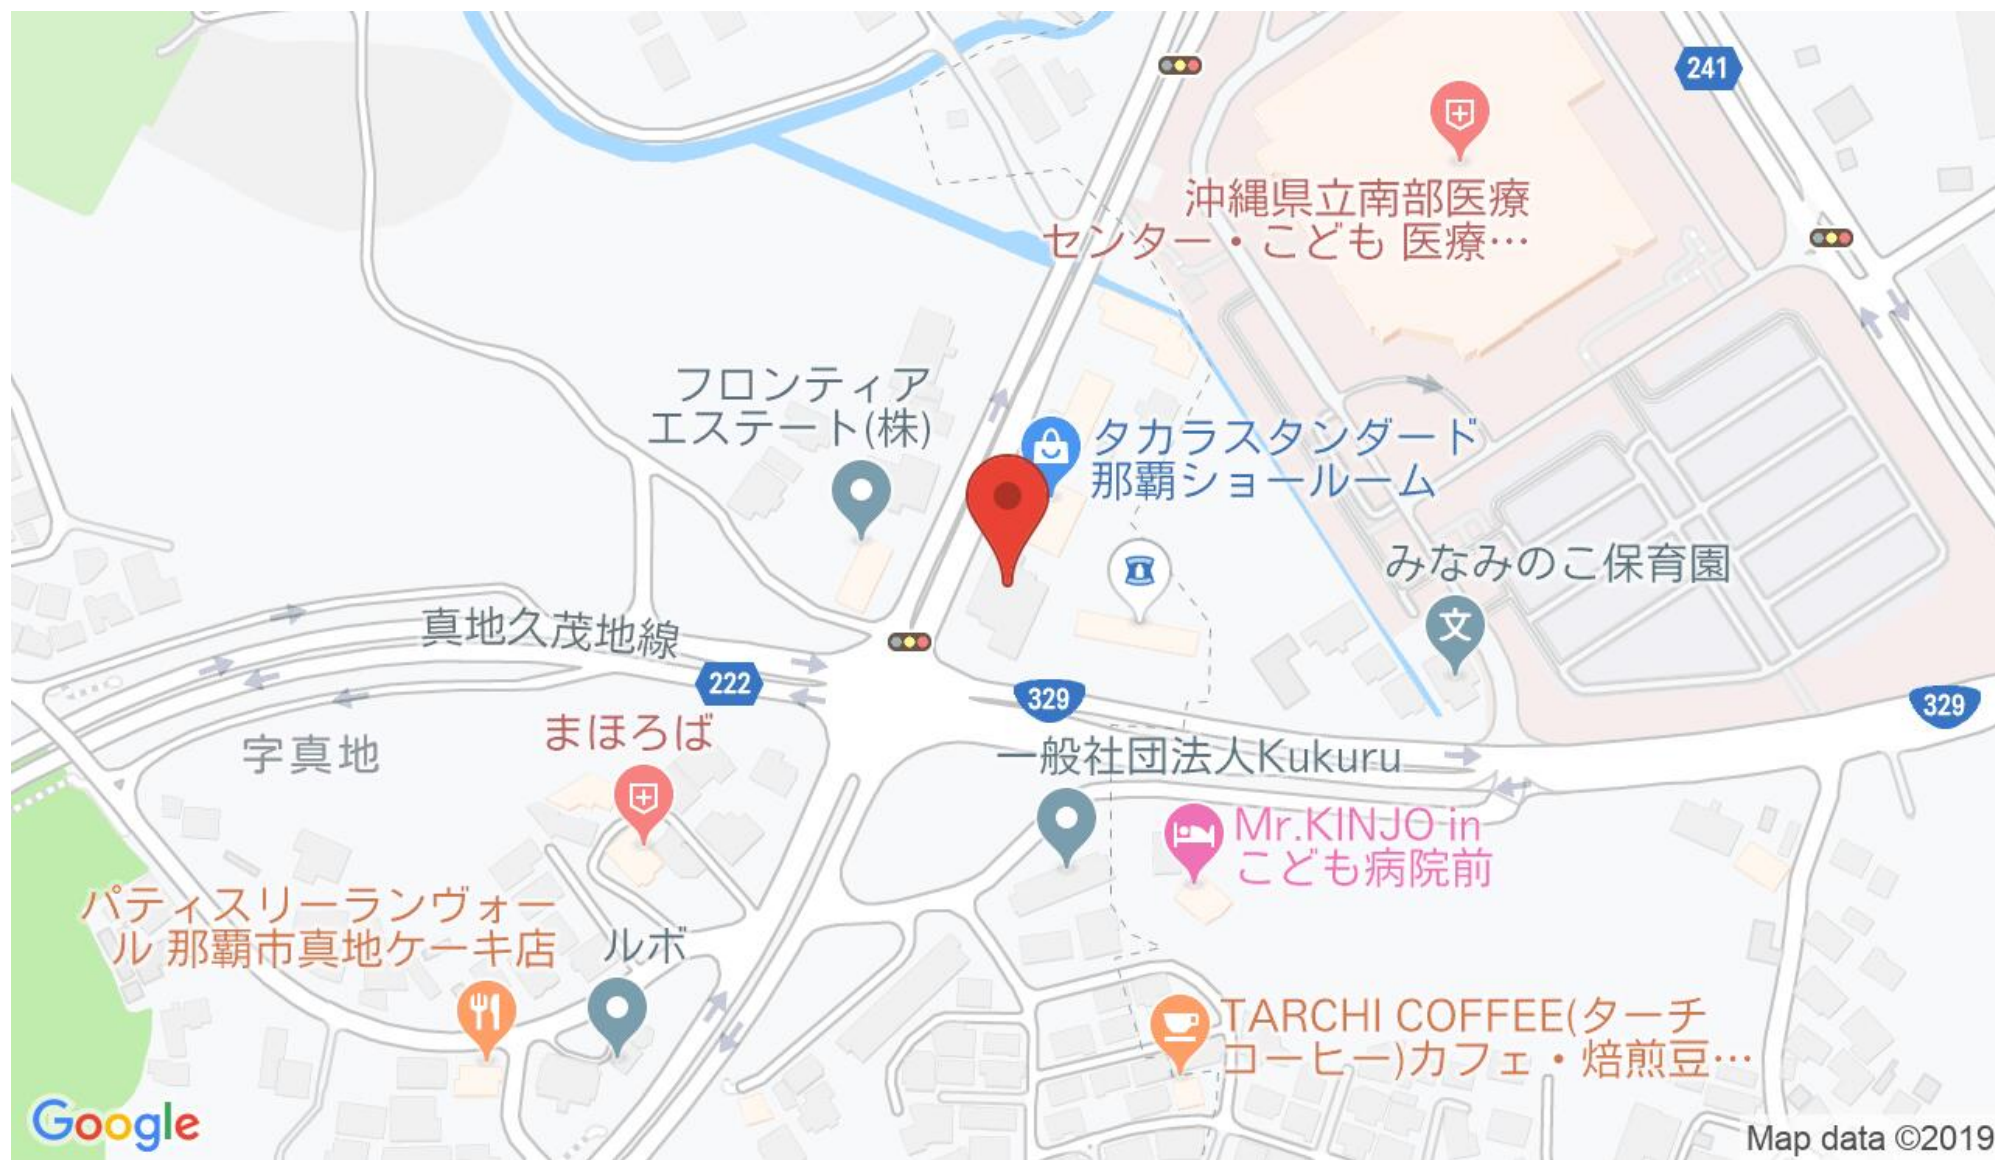 241
沖縄県立南部医療
センター・こども 医療…
フロンティア
エステート(株)
タカラスタンダード
那覇ショールーム
みなみのこ保育園
文
真地久茂地線
222
329
329
字真地
まほろば
一般社団法人Kukuru
Mr.KINJO in
こども病院前
パティスリーランヴォー
ル 那覇市真地ケーキ店
ルボ
TARCHI COFFEE(ターチ
コーヒー)カフェ・焙煎豆…
Google
Map data ©2019